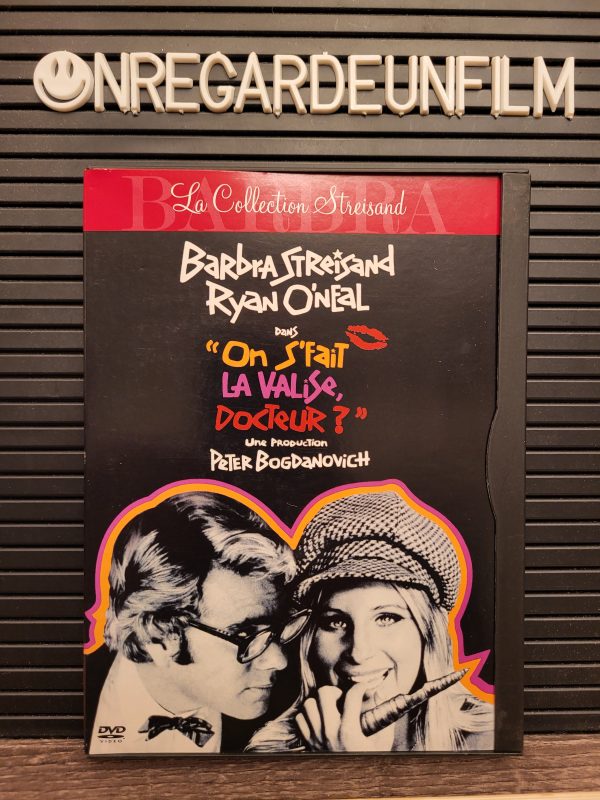 ONREGARDEUNFILM
BARBRA
La Collection Streisand
Barbra Streisand
Ryan O'Neal
dans
"On s'fait
la valise,
docteur ?"
Une production
Peter Bogdanovich
DVD
VIDEO